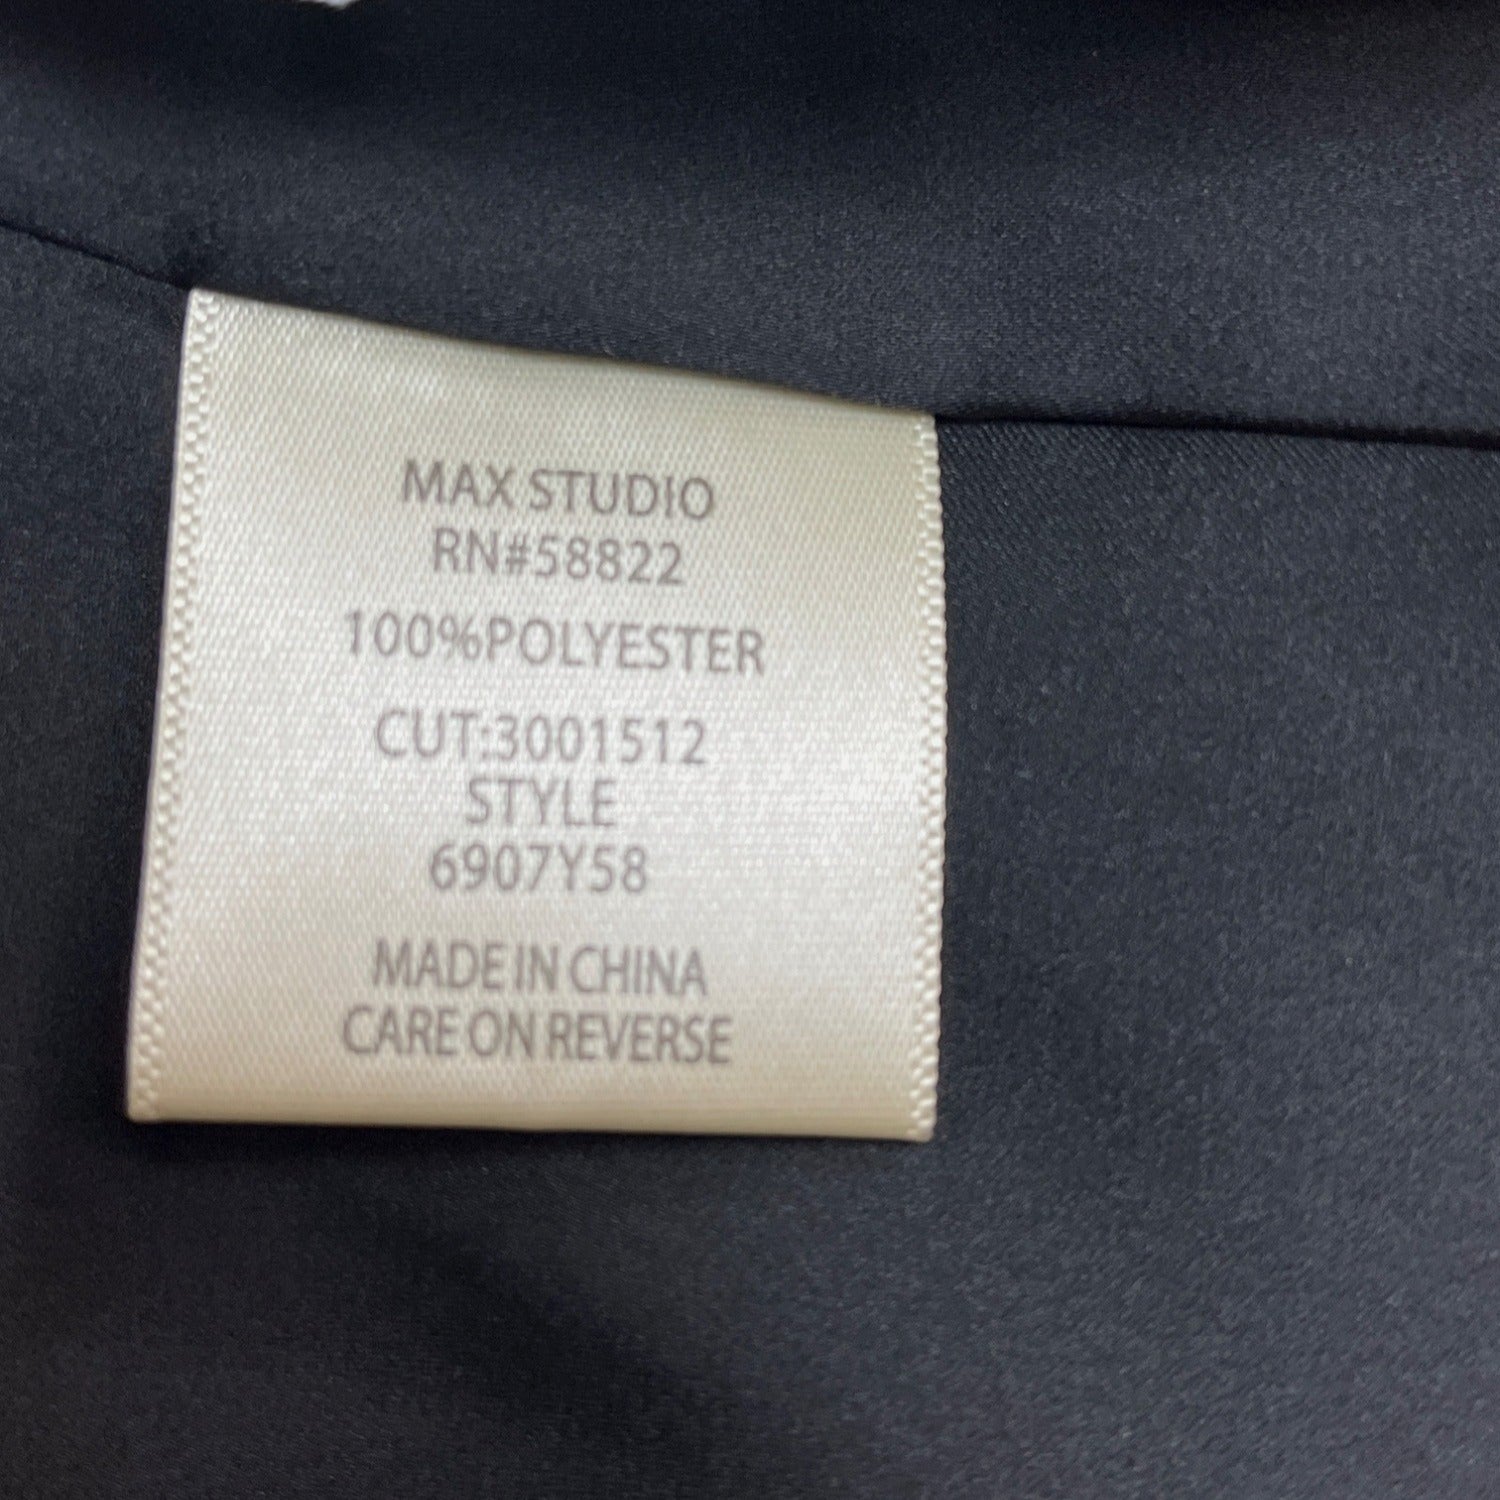 MAX STUDIO
RN#58822
100%POLYESTER
CUT:3001512
STYLE
6907Y58
MADE IN CHINA
CARE ON REVERSE